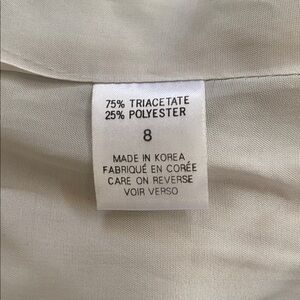 75% TRIACETATE
25% POLYESTER
8
MADE IN KOREA
FABRIQUÉ EN CORÉE
CARE ON REVERSE
VOIR VERSO